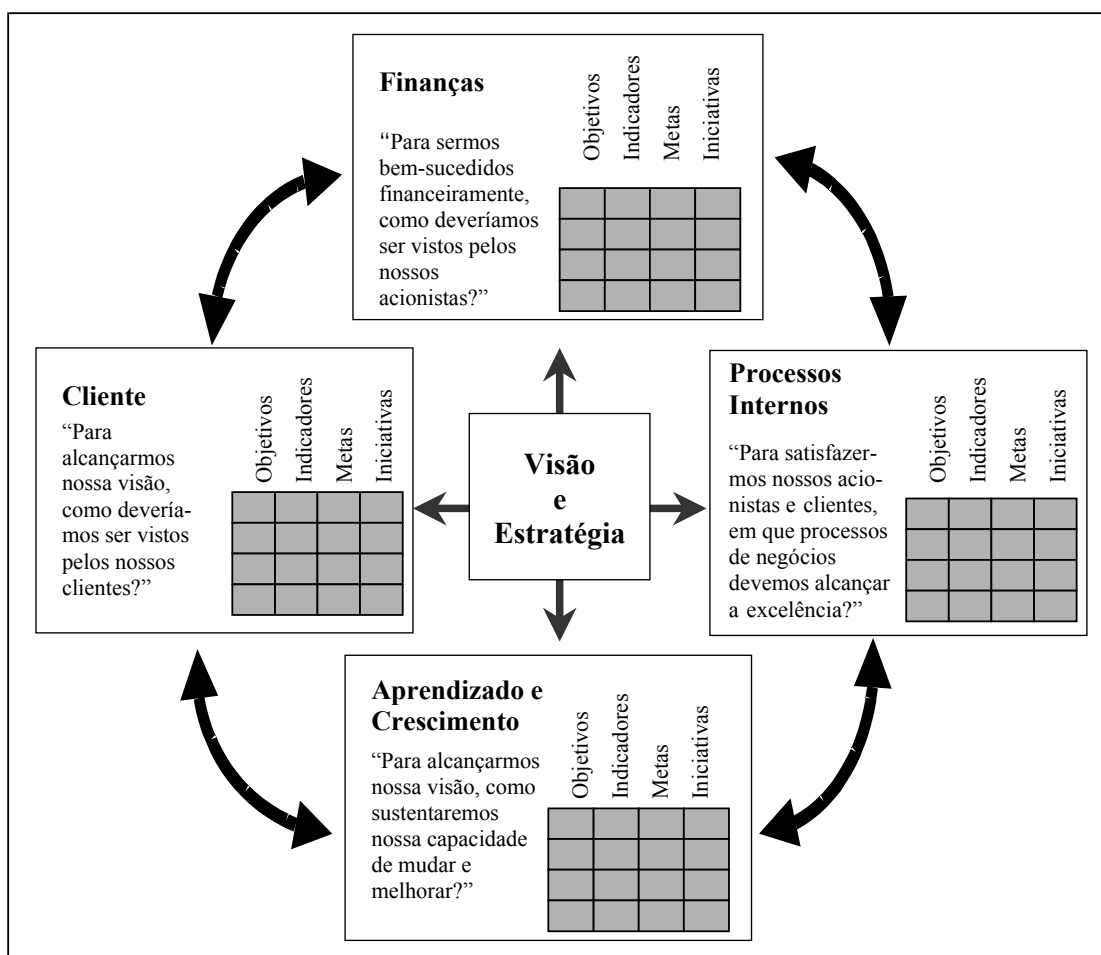 Finanças
“Para sermos
bem-sucedidos
financeiramente,
como deveríamos
ser vistos pelos
nossos
acionistas?”
Objetivos
Indicadores
Metas
Iniciativas
Cliente
“Para
alcançarmos
nossa visão,
como devería-
mos ser vistos
pelos nossos
clientes?”
Objetivos
Indicadores
Metas
Iniciativas
Visão
e
Estratégia
Processos
Internos
“Para satisfazer-
mos nossos acio-
nistas e clientes,
em que processos
de negócios
devemos alcançar
a excelência?”
Objetivos
Indicadores
Metas
Iniciativas
Aprendizado e
Crescimento
“Para alcançarmos
nossa visão, como
sustentaremos
nossa capacidade
de mudar e
melhorar?”
Objetivos
Indicadores
Metas
Iniciativas